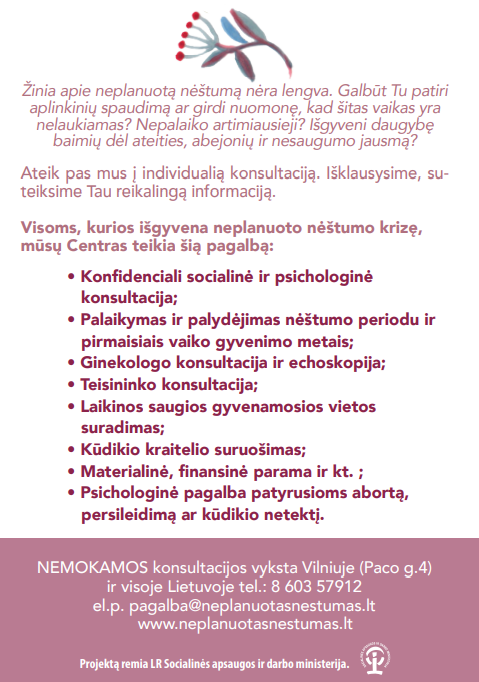 Žinia apie neplanuotą nėštumą nėra lengva. Galbūt Tu patiri
aplinkinių spaudimą ar girdi nuomonę, kad šitas vaikas yra
nelaukiamas? Nepalaiko artimiausieji? Išgyveni daugybę
baimių dėl ateities, abejonių ir nesaugumo jausmą?
Ateik pas mus į individualią konsultaciją. Išklausysime, su-
teiksime Tau reikalingą informaciją.
Visoms, kurios išgyvena neplanuoto nėštumo krizę,
mūsų Centras teikia šią pagalbą:
• Konfidenciali socialinė ir psichologinė
konsultacija;
• Palaikymas ir palydėjimas nėštumo periodu ir
pirmaisiais vaiko gyvenimo metais;
• Ginekologo konsultacija ir echoskopija;
• Teisininko konsultacija;
• Laikinos saugios gyvenamosios vietos
suradimas;
• Kūdikio kraitelio suruošimas;
• Materialinė, finansinė parama ir kt. ;
• Psichologinė pagalba patyrusioms abortą,
persileidimą ar kūdikio netektį.
NEMOKAMOS konsultacijos vyksta Vilniuje (Paco g.4)
ir visoje Lietuvoje tel.: 8 603 57912
el.p. pagalba@neplanuotasnestumas.lt
www.neplanuotasnestumas.lt
Projektą remia LR Socialinės apsaugos ir darbo ministerija.